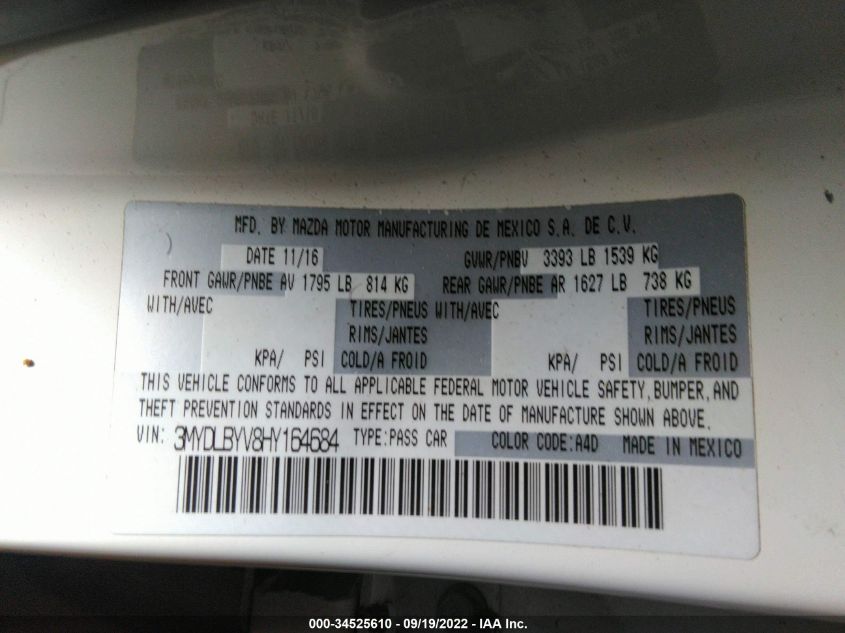 MFD. BY MAZDA MOTOR MANUFACTURING DE MEXICO S.A. DE C.V.
DATE 11/16 GVWR/PNBV 3393 LB 1539 KG
FRONT GAWR/PNBE AV 1795 LB 814 KG REAR GAWR/PNBE AR 1627 LB 738 KG
WITH/AVEC TIRES/PNEUS WITH/AVEC TIRES/PNEUS
RIMS/JANTES RIMS/JANTES
KPA/ PSI COLD/A FROID KPA/ PSI COLD/A FROID
THIS VEHICLE CONFORMS TO ALL APPLICABLE FEDERAL MOTOR VEHICLE SAFETY, BUMPER, AND
THEFT PREVENTION STANDARDS IN EFFECT ON THE DATE OF MANUFACTURE SHOWN ABOVE.
VIN: 3MYDLBYV8HY164684 TYPE:PASS CAR COLOR CODE:A4D MADE IN MEXICO
000-34525610 - 09/19/2022 - IAA Inc.